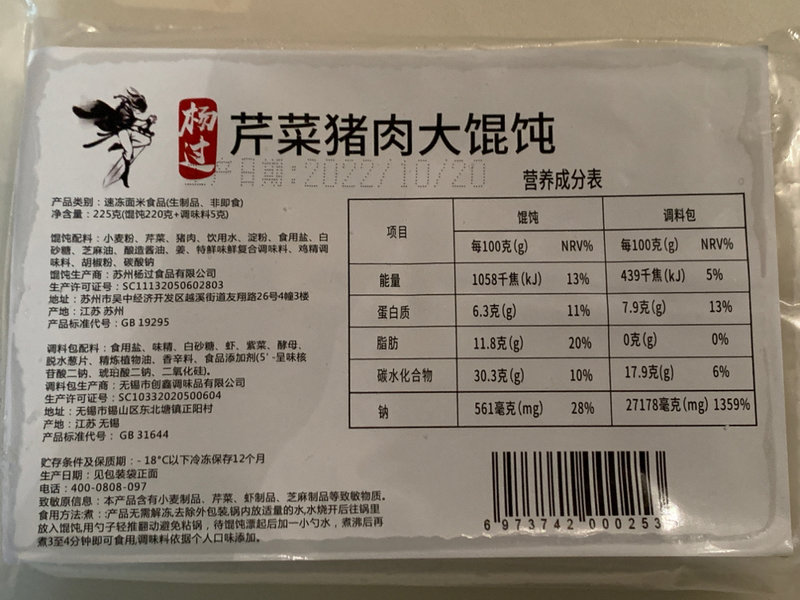 杨过
芹菜猪肉大馄饨
生产日期:2022/10/20
营养成分表
产品类别：速冻面米食品(生制品、非即食)
净含量：225克(馄饨220克+调味料5克)
馄饨配料：小麦粉、芹菜、猪肉、饮用水、淀粉、食用盐、白
砂糖、芝麻油、酿造酱油、姜、特鲜味鲜复合调味料、鸡精调
味料、胡椒粉、碳酸钠
馄饨生产商：苏州杨过食品有限公司
生产许可证号：SC11132050602803
地址：苏州市吴中经济开发区越溪街道友翔路26号4幢3楼
产地：江苏 苏州
产品标准代号：GB 19295
调料包配料：食用盐、味精、白砂糖、虾、紫菜、酵母、
脱水葱片、精炼植物油、香辛料、食品添加剂(5'-呈味核
苷酸二钠、琥珀酸二钠、二氧化硅)。
调料包生产商：无锡市创鑫调味品有限公司
生产许可证号：SC10332020500604
地址：无锡市锡山区东北塘镇正阳村
产地：江苏 无锡
产品标准代号： GB 31644
贮存条件及保质期：- 18°C以下冷冻保存12个月
生产日期：见包装袋正面
电话：400-0808-097
致敏原信息：本产品含有小麦制品、芹菜、虾制品、芝麻制品等致敏物质。
食用方法:煮：产品无需解冻,去除外包装,锅内放适量的水,水烧开后往锅里
放入馄饨,用勺子轻推翻动避免粘锅，待馄饨漂起后加一小勺水，煮沸后再
煮3至4分钟即可食用,调味料依据个人口味添加。
项目 馄饨 调料包
每100克(g) NRV% 每100克(g) NRV%
能量 1058千焦(kJ) 13% 439千焦(kJ) 5%
蛋白质 6.3克(g) 11% 7.9克(g) 13%
脂肪 11.8克(g) 20% 0克(g) 0%
碳水化合物 30.3克(g) 10% 17.9克(g) 6%
钠 561毫克(mg) 28% 27178毫克(mg) 1359%
6 973742 000253